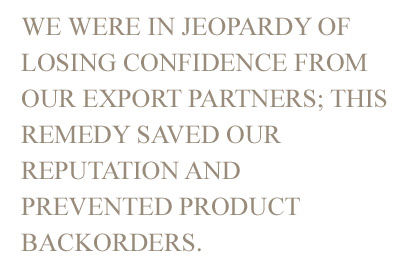 WE WERE IN JEOPARDY OF
LOSING CONFIDENCE FROM
OUR EXPORT PARTNERS; THIS
REMEDY SAVED OUR
REPUTATION AND
PREVENTED PRODUCT
BACKORDERS.